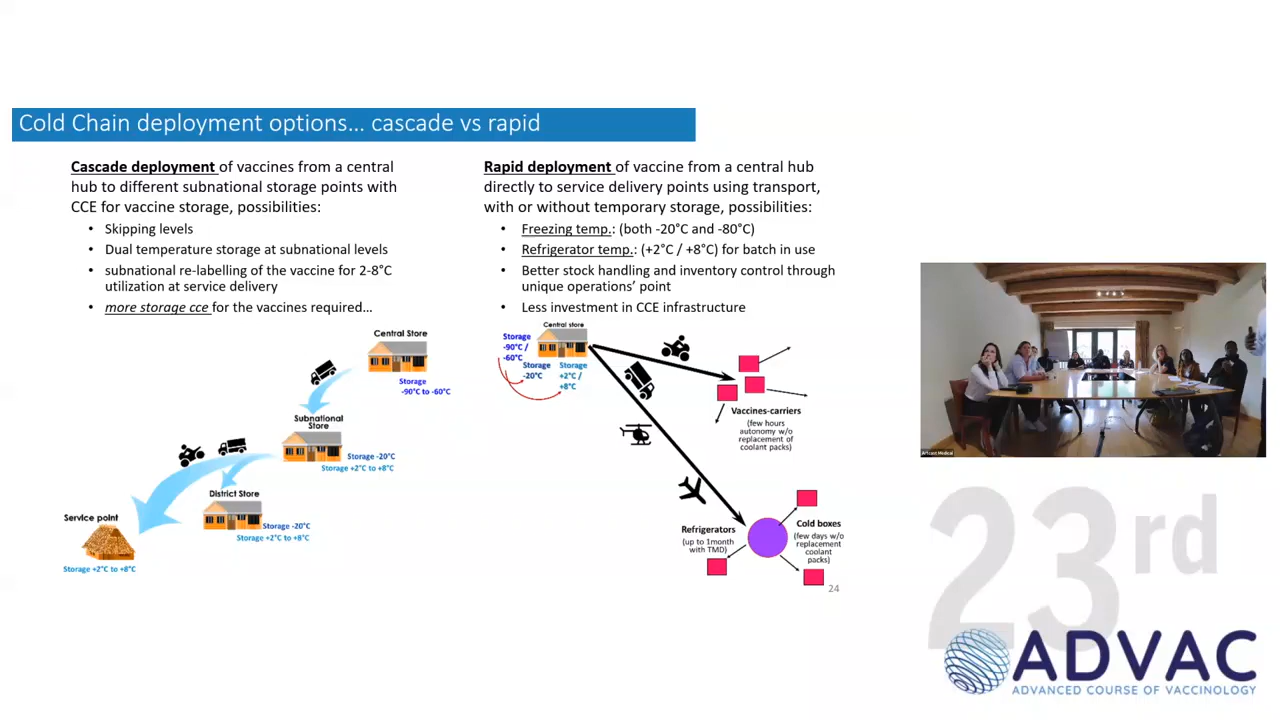 Cold Chain deployment options... cascade vs rapid
Cascade deployment of vaccines from a central
hub to different subnational storage points with
CCE for vaccine storage, possibilities:
• Skipping levels
• Dual temperature storage at subnational levels
• subnational re-labelling of the vaccine for 2-8°C
utilization at service delivery
• more storage cce for the vaccines required...
Central Store
Storage
-90°C to -60°C
Subnational
Store
Storage -20°C
Storage +2°C to +8°C
District Store
Storage -20°C
Storage +2°C to +8°C
Service point
Storage +2°C to +8°C
Rapid deployment of vaccine from a central hub
directly to service delivery points using transport,
with or without temporary storage, possibilities:
• Freezing temp.: (both -20°C and -80°C)
• Refrigerator temp.: (+2°C / +8°C) for batch in use
• Better stock handling and inventory control through
unique operations' point
• Less investment in CCE infrastructure
Central store
Storage
-90°C /
-60°C
Storage
-20°C
Storage
+2°C /
+8°C
Vaccines-carriers
(few hours
autonomy w/o
replacement of
coolant packs)
Refrigerators
(up to 1month
with TMD)
Cold boxes
(few days w/o
replacement
coolant
packs)
24
Artcast Medical
23rd
ADVAC
ADVANCED COURSE OF VACCINOLOGY